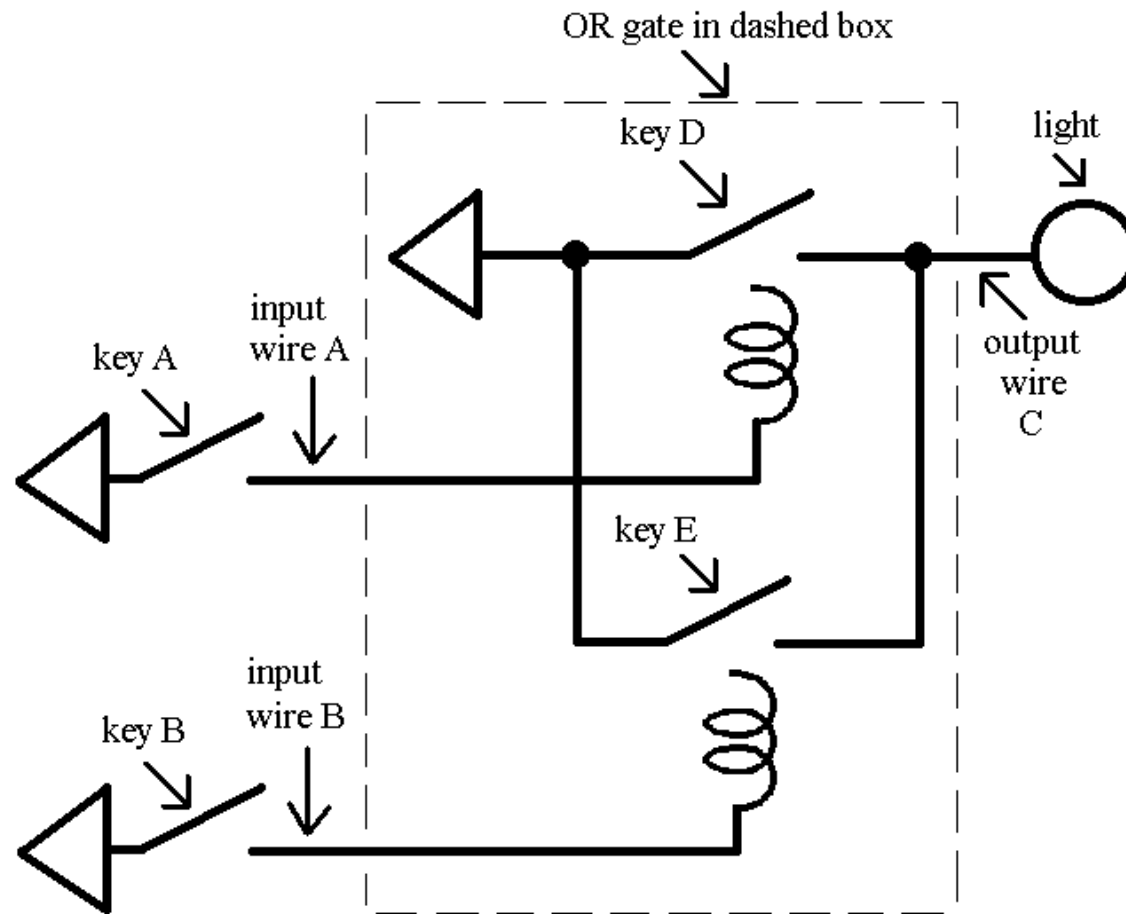 OR gate in dashed box
key D
light
input
wire A
key A
output
wire
C
key E
input
wire B
key B